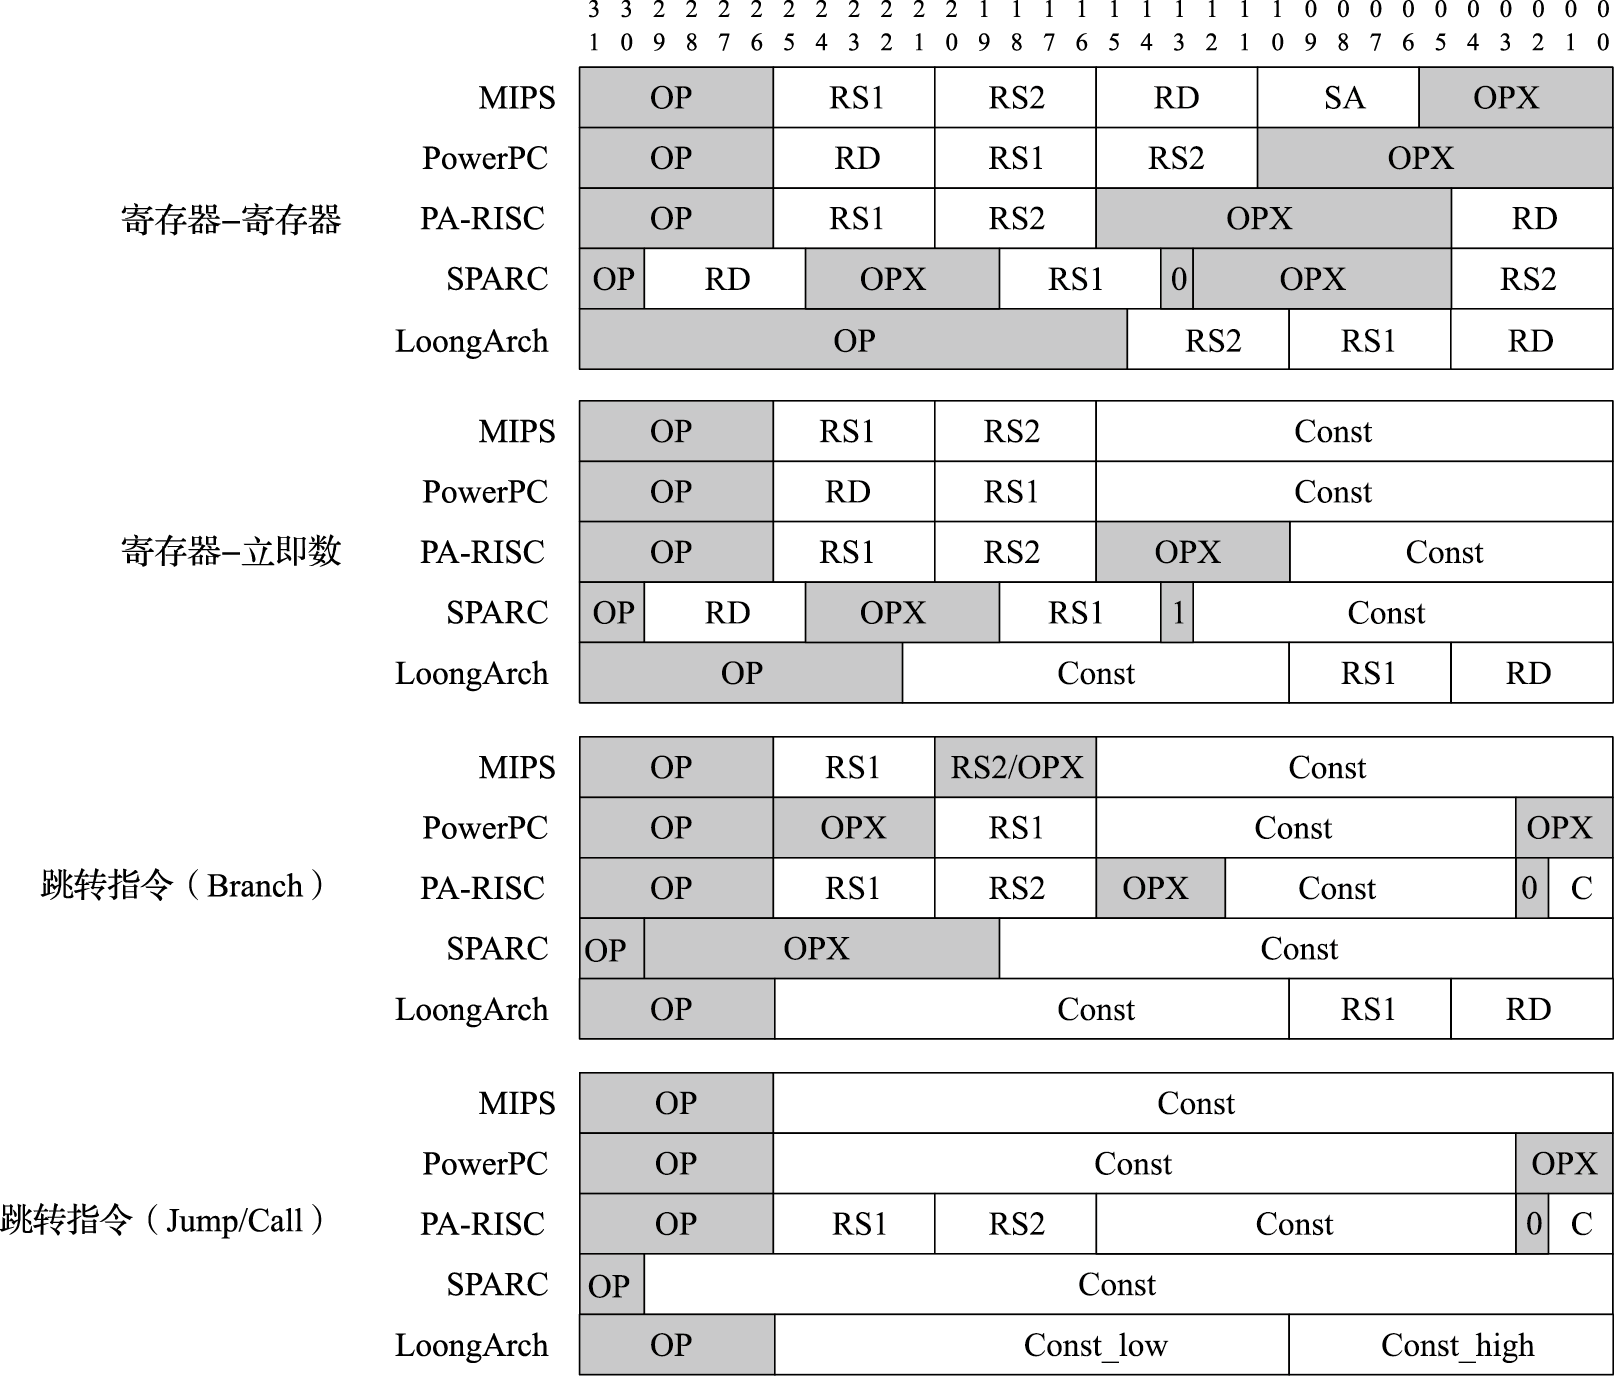 3 3 2 2 2 2 2 2 2 2 2 2 1 1 1 1 1 1 1 1 1 1 0 0 0 0 0 0 0 0 0 0
1 0 9 8 7 6 5 4 3 2 1 0 9 8 7 6 5 4 3 2 1 0 9 8 7 6 5 4 3 2 1 0
MIPS OP RS1 RS2 RD SA OPX
PowerPC OP RD RS1 RS2 OPX
寄存器–寄存器 PA-RISC OP RS1 RS2 OPX RD
SPARC OP RD OPX RS1 0 OPX RS2
LoongArch OP RS2 RS1 RD
MIPS OP RS1 RS2 Const
PowerPC OP RD RS1 Const
寄存器–立即数 PA-RISC OP RS1 RS2 OPX Const
SPARC OP RD OPX RS1 1 Const
LoongArch OP Const RS1 RD
MIPS OP RS1 RS2/OPX Const
PowerPC OP OPX RS1 Const OPX
跳转指令（Branch） PA-RISC OP RS1 RS2 OPX Const 0 C
SPARC OP OPX Const
LoongArch OP Const RS1 RD
MIPS OP Const
PowerPC OP Const OPX
跳转指令（Jump/Call） PA-RISC OP RS1 RS2 Const 0 C
SPARC OP Const
LoongArch OP Const_low Const_high